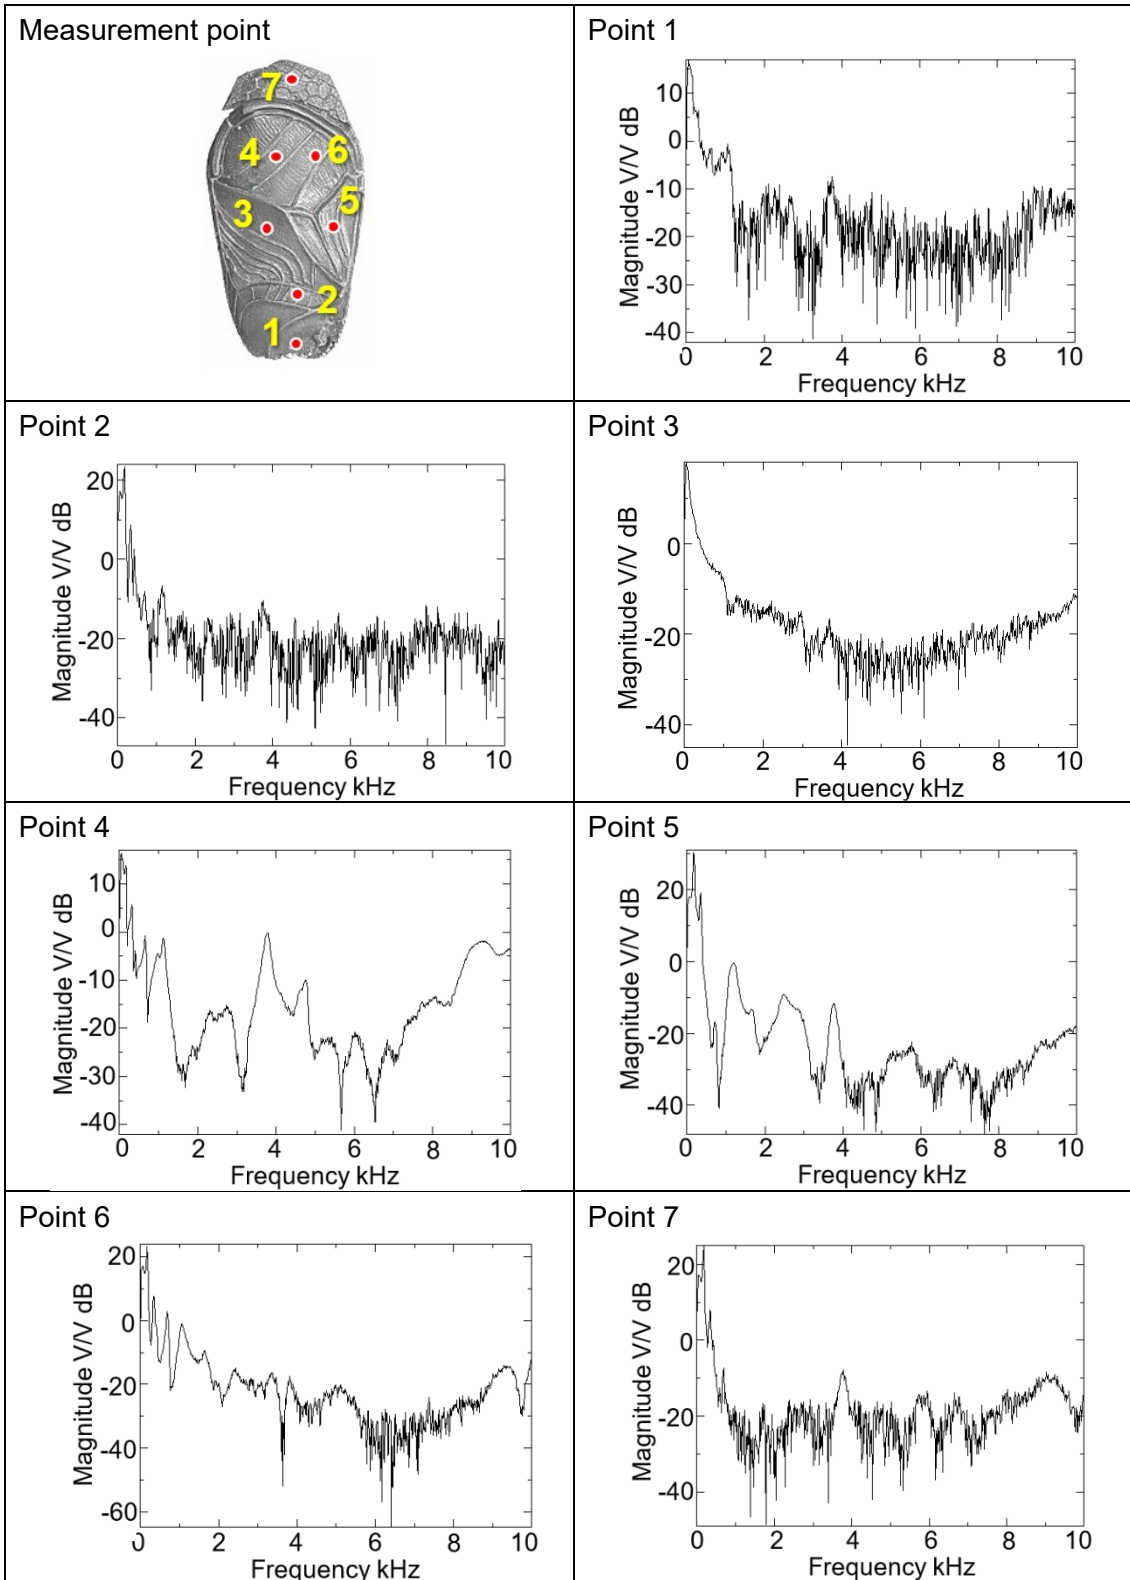 Measurement point
7
4
6
5
3
2
1
Point 1
Magnitude V/V dB
10
0
-10
-20
-30
-40
0 2 4 6 8 10
Frequency kHz
Point 2
Magnitude V/V dB
20
0
-20
-40
0 2 4 6 8 10
Frequency kHz
Point 3
Magnitude V/V dB
0
-20
-40
0 2 4 6 8 10
Frequency kHz
Point 4
Magnitude V/V dB
10
0
-10
-20
-30
-40
0 2 4 6 8 10
Frequency kHz
Point 5
Magnitude V/V dB
20
0
-20
-40
0 2 4 6 8 10
Frequency kHz
Point 6
Magnitude V/V dB
20
0
-20
-40
-60
0 2 4 6 8 10
Frequency kHz
Point 7
Magnitude V/V dB
20
0
-20
-40
0 2 4 6 8 10
Frequency kHz